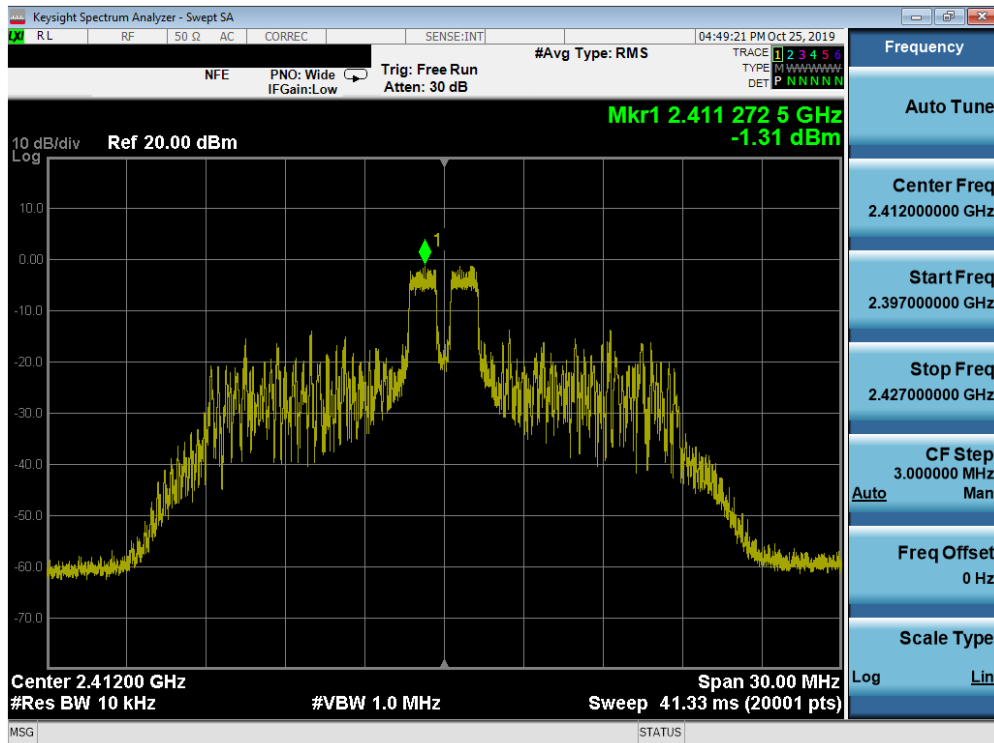 Keysight Spectrum Analyzer - Swept SA
LXI RL RF 50 Ω AC CORREC SENSE:INT 04:49:21 PM Oct 25, 2019
#Avg Type: RMS TRACE 1 2 3 4 5 6
NFE PNO: Wide Trig: Free Run TYPE M WWWWW
IFGain:Low Atten: 30 dB DET P N N N N N
Mkr1 2.411 272 5 GHz
-1.31 dBm
10 dB/div Ref 20.00 dBm
Log
10.0
0.00
-10.0
-20.0
-30.0
-40.0
-50.0
-60.0
-70.0
1
Center 2.41200 GHz Span 30.00 MHz
#Res BW 10 kHz #VBW 1.0 MHz Sweep 41.33 ms (20001 pts)
MSG STATUS
Frequency
Auto Tune
Center Freq
2.412000000 GHz
Start Freq
2.397000000 GHz
Stop Freq
2.427000000 GHz
CF Step
3.000000 MHz
Auto Man
Freq Offset
0 Hz
Scale Type
Log Lin